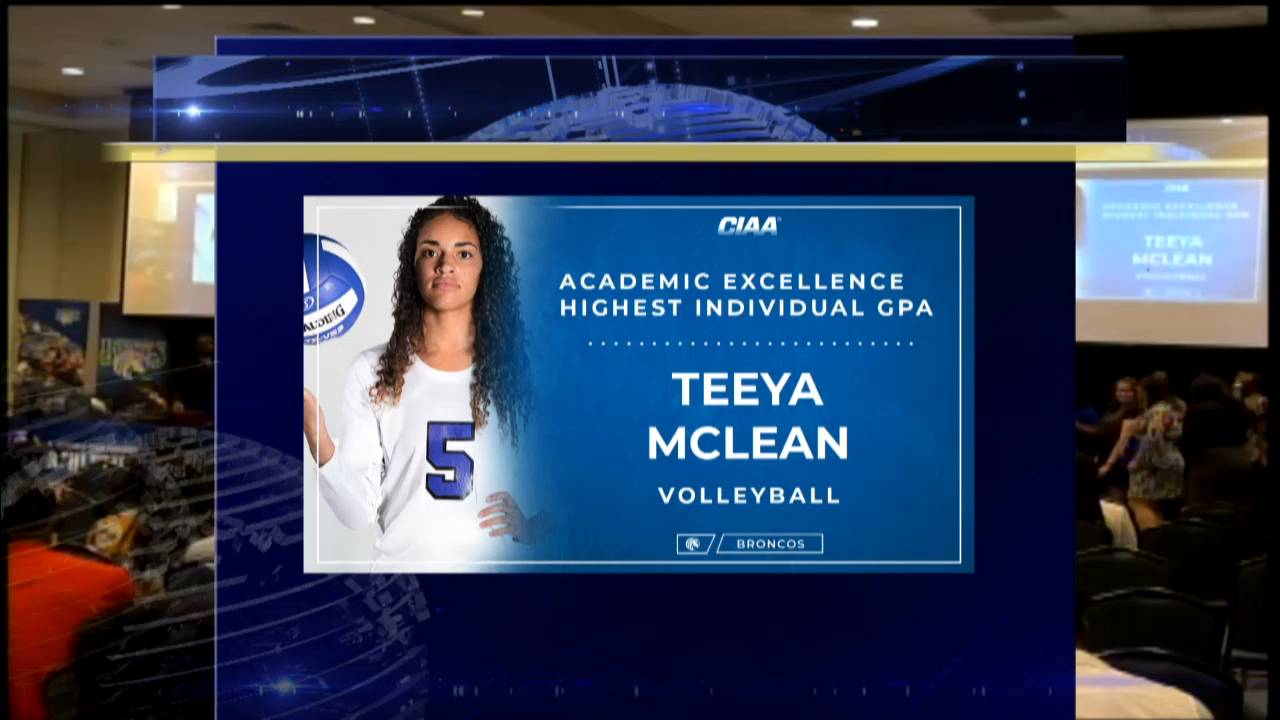 CIAA
ACADEMIC EXCELLENCE
HIGHEST INDIVIDUAL GPA
TEEYA
MCLEAN
VOLLEYBALL
BRONCOS
5
TEEYA
MCLEAN